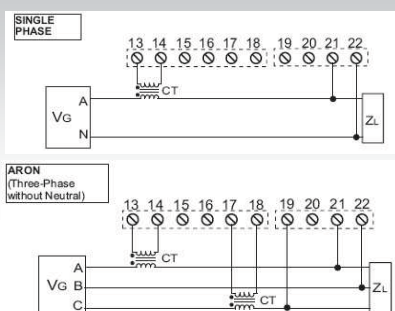 SINGLE
PHASE
13 14 15 16 17 18 19 20 21 22
CT
A
VG
ZL
N
ARON
(Three-Phase
without Neutral)
13 14 15 16 17 18 19 20 21 22
CT
A
VG B
ZL
CT
C